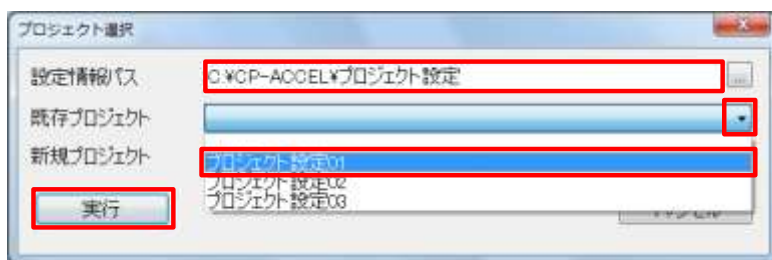 プロジェクト選択
設定情報パス
C:¥CP-ACCEL¥プロジェクト設定
...
既存プロジェクト
新規プロジェクト
プロジェクト設定01
プロジェクト設定02
プロジェクト設定03
実行